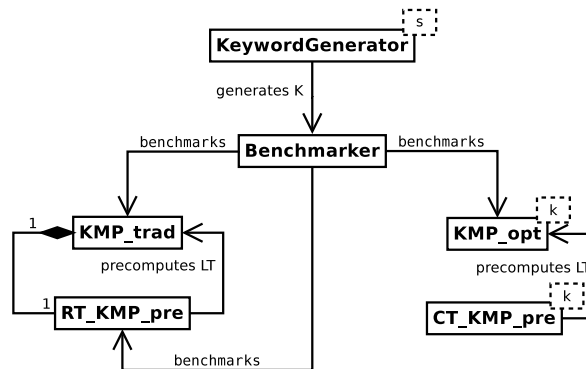 s
KeywordGenerator
generates K
benchmarks
Benchmarker
benchmarks
k
1
KMP_trad
KMP_opt
precomputes LT
precomputes LT
k
1
RT_KMP_pre
CT_KMP_pre
benchmarks